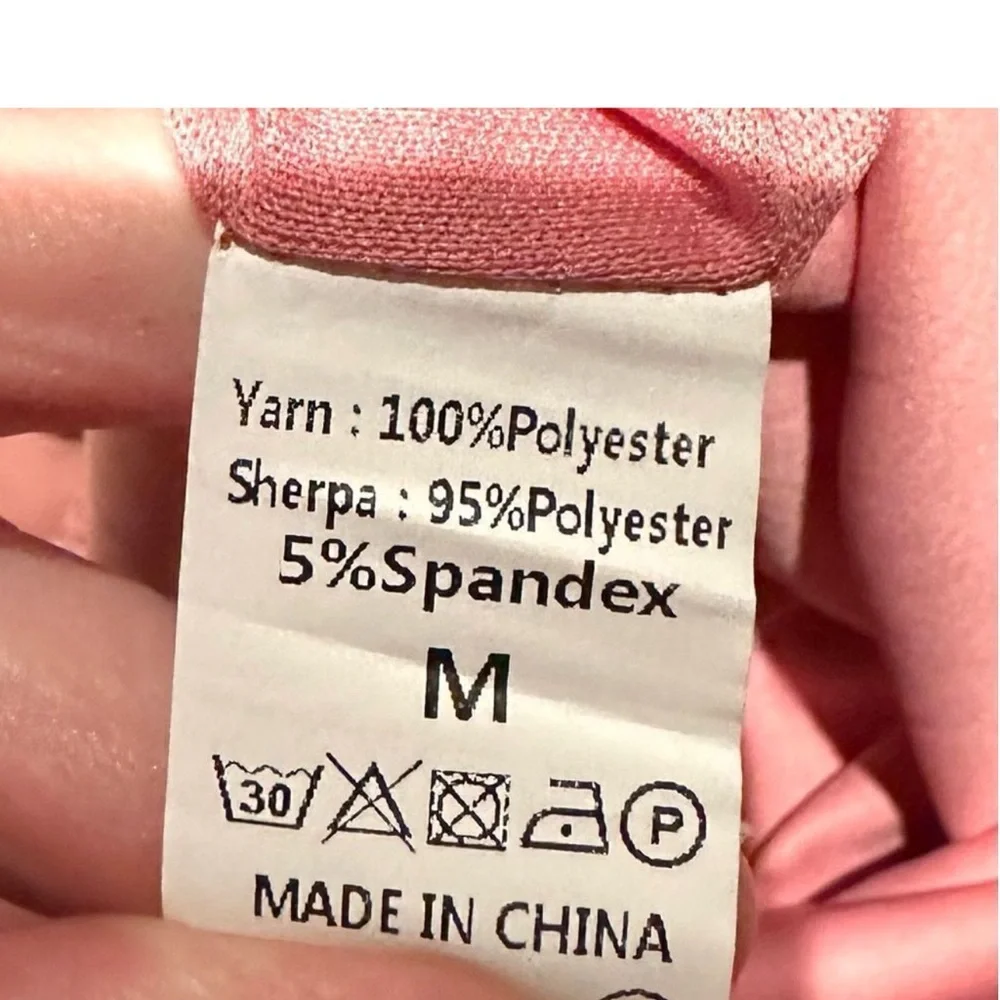 Yarn : 100%Polyester
Sherpa : 95%Polyester
5%Spandex
M
30 P
MADE IN CHINA